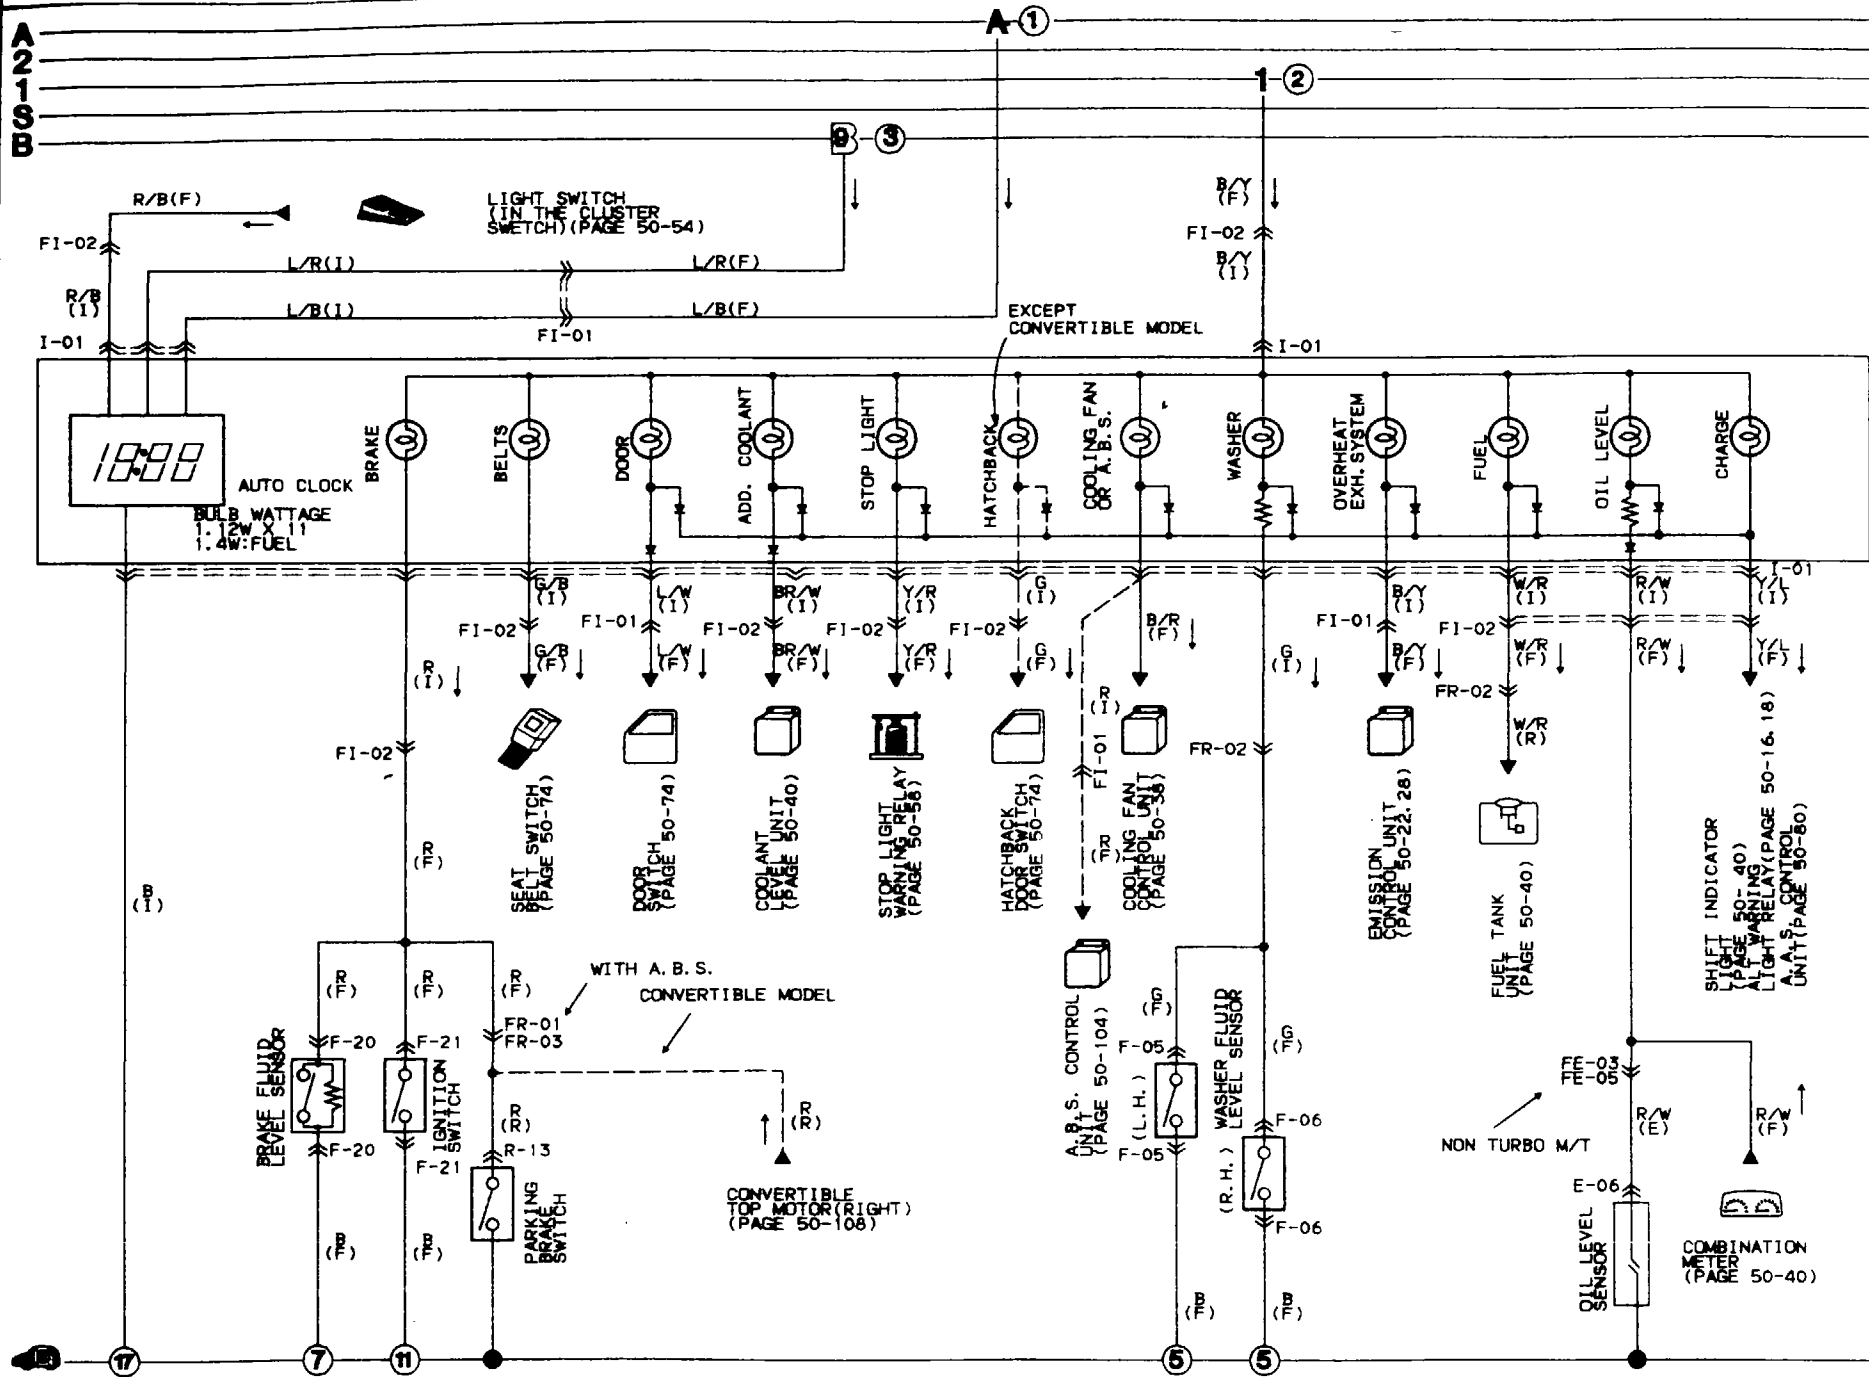 A
2
1
S
B
A 1
1 2
B 3
R/B(F)
LIGHT SWITCH
(IN THE CLUSTER
SWETCH)(PAGE 50-54)
FI-02
R/B
(I)
L/R(I)
L/R(F)
L/B(I)
L/B(F)
FI-01
I-01
B/Y
(F)
FI-02
B/Y
(I)
I-01
EXCEPT
CONVERTIBLE MODEL
AUTO CLOCK
BULB WATTAGE
1.12W X 11
1.4W:FUEL
BRAKE
BELTS
DOOR
ADD. COOLANT
STOP LIGHT
HATCHBACK
COOLING FAN
OR A.B.S.
WASHER
OVERHEAT
EXH.SYSTEM
FUEL
OIL LEVEL
CHARGE
I-01
G/B
(I)
L/W
(I)
BR/W
(I)
Y/R
(I)
G
(I)
B/Y
(I)
W/R
(I)
R/W
(I)
Y/L
(I)
FI-02
FI-01
FI-02
FI-02
FI-02
B/R
(F)
FI-01
FI-02
R
(I)
G/B
(F)
L/W
(F)
BR/W
(F)
Y/R
(F)
G
(F)
G
(I)
B/Y
(F)
W/R
(F)
R/W
(F)
Y/L
(F)
FR-02
R
(I)
W/R
(R)
FI-02
FI-01
FR-02
R
(F)
R
(F)
B
(I)
SEAT
BELT SWITCH
(PAGE 50-74)
DOOR
SWITCH
(PAGE 50-74)
COOLANT
LEVEL UNIT
(PAGE 50-40)
STOP LIGHT
WARNING RELAY
(PAGE 50-58)
HATCHBACK
DOOR SWITCH
(PAGE 50-74)
COOLING FAN
CONTROL UNIT
(PAGE 50-38)
EMISSION
CONTROL UNIT
(PAGE 50-22.28)
FUEL TANK
UNIT
(PAGE 50-40)
SHIFT INDICATOR
LIGHT
(PAGE 50- 40)
ALT WARNING
LIGHT RELAY(PAGE 50-16.18)
A.A.S. CONTROL
UNIT(PAGE 50-80)
R
(F)
R
(F)
R
(F)
WITH A.B.S.
CONVERTIBLE MODEL
FR-01
FR-03
F-20
F-21
BRAKE FLUID
LEVEL SENSOR
IGNITION
SWITCH
F-20
F-21
R
(R)
R-13
PARKING
BRAKE
SWITCH
R
(R)
CONVERTIBLE
TOP MOTOR(RIGHT)
(PAGE 50-108)
A.B.S. CONTROL
UNIT
(PAGE 50-104)
G
(F)
F-05
(L.H.)
F-05
WASHER FLUID
LEVEL SENSOR
(R.H.)
G
(F)
F-06
F-06
FE-03
FE-05
R/W
(E)
R/W
(F)
NON TURBO M/T
E-06
OIL LEVEL
SENSOR
COMBINATION
METER
(PAGE 50-40)
B
(F)
B
(F)
B
(F)
B
(F)
17
7
11
5
5